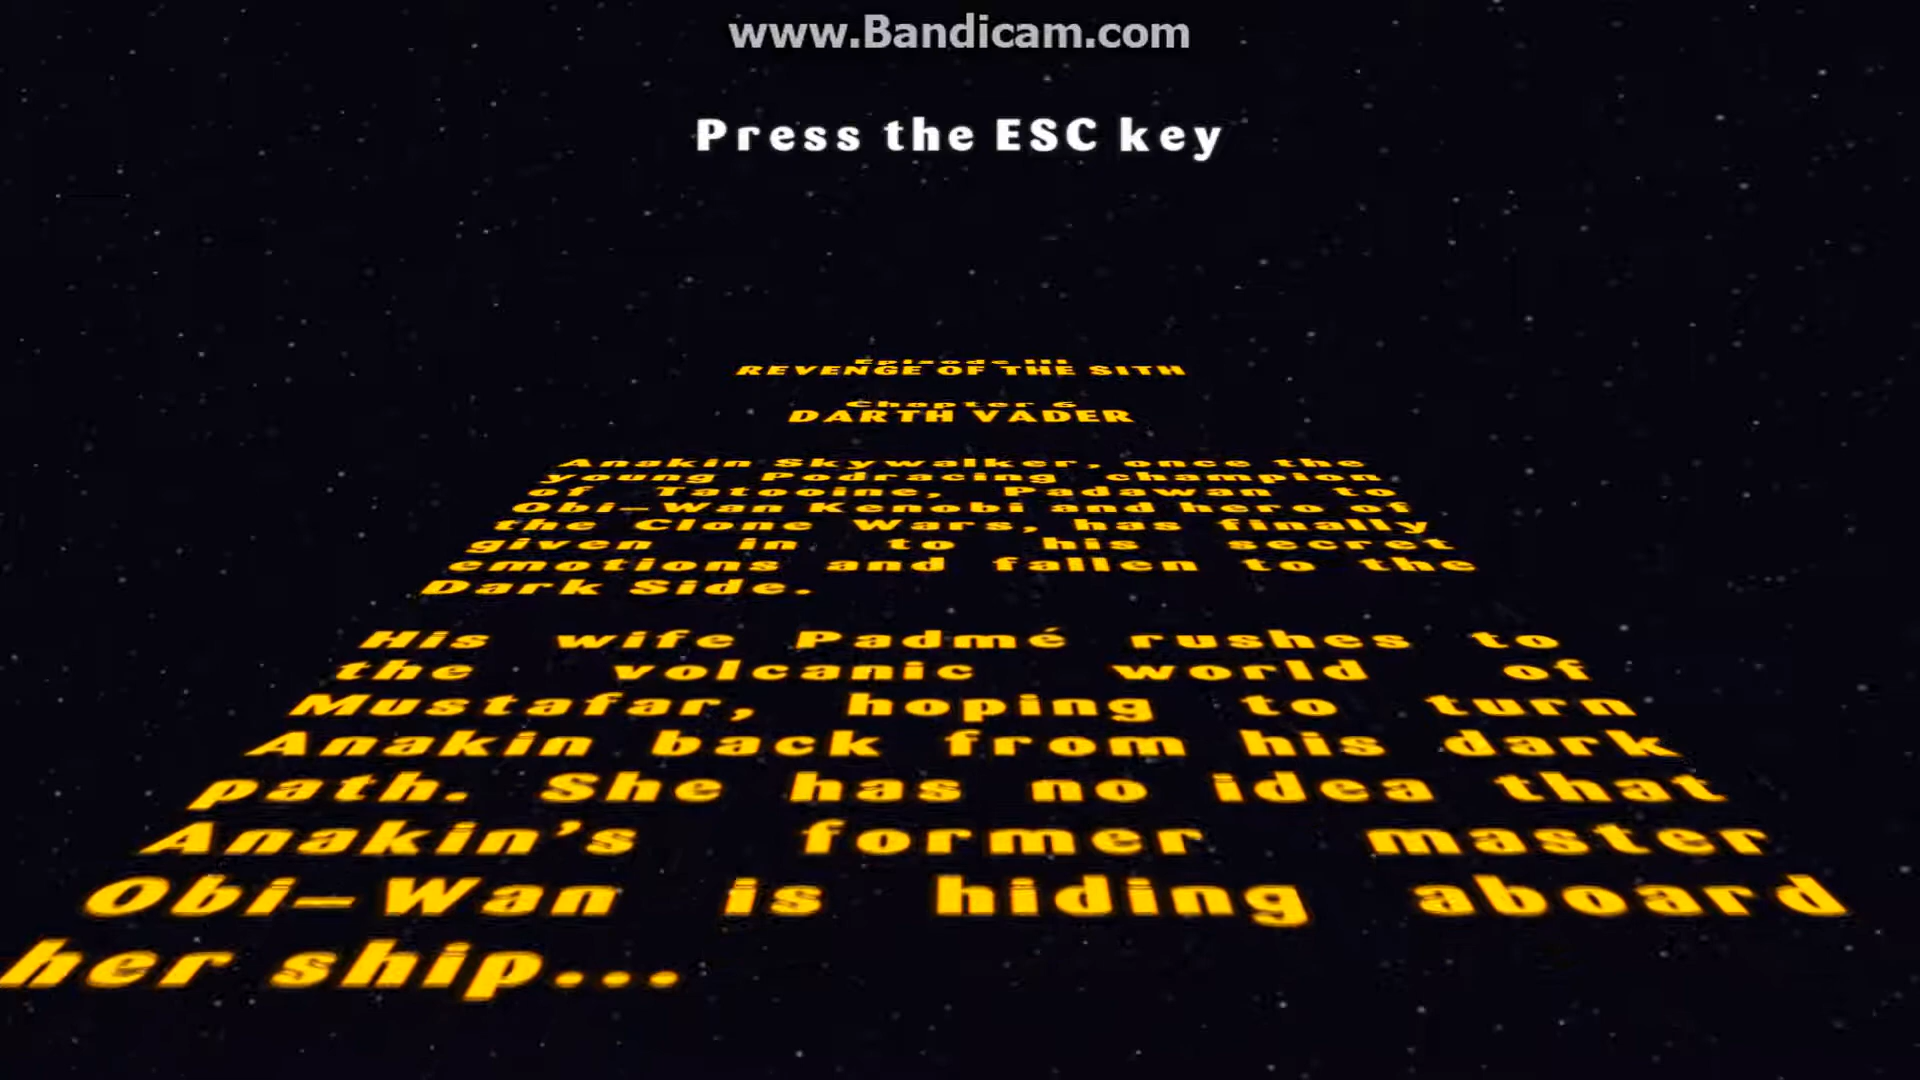 www.Bandicam.com
Press the ESC key
Episode III
REVENGE OF THE SITH
Chapter 6
DARTH VADER
Anakin Skywalker, once the
young Podracing champion
of Tatooine, Padawan to
Obi-Wan Kenobi and hero of
the Clone Wars, has finally
given in to his secret
emotions and fallen to the
Dark Side.
His wife Padmé rushes to
the volcanic world of
Mustafar, hoping to turn
Anakin back from his dark
path. She has no idea that
Anakin's former master
Obi-Wan is hiding aboard
her ship...